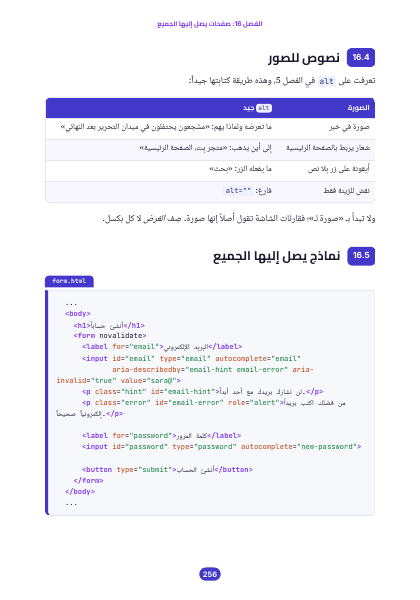 الفصل 16: صفحات يصل إليها الجميع
16.4 نصوص للصور
تعرفت على alt في الفصل 5، وهذه طريقة كتابتها جيداً:
الصورة alt جيد
صورة في خبر ما تعرضه ولماذا يهم: «مشجعون يحتفلون في ميدان التحرير بعد النهائي»
شعار يربط بالصفحة الرئيسية إلى أين يذهب: «متجر بِت، الصفحة الرئيسية»
أيقونة على زر بلا نص ما يفعله الزر: «بحث»
نقش للزينة فقط فارغ: alt=""
ولا تبدأ بـ «صورة لـ»؛ فقارئات الشاشة تقول أصلاً إنها صورة. صِف الغرض لا كل بكسل.
16.5 نماذج يصل إليها الجميع
form.html
...
<body>
<h1>أنشئ حساباً</h1>
<form novalidate>
<label for="email">البريد الإلكتروني</label>
<input id="email" type="email" autocomplete="email"
aria-describedby="email-hint email-error" aria-
invalid="true" value="sara@">
<p class="hint" id="email-hint">لن نشارك بريدك مع أحد أبداً.</p>
<p class="error" id="email-error" role="alert">من فضلك اكتب بريداً
إلكترونياً صحيحاً.</p>
<label for="password">كلمة المرور</label>
<input id="password" type="password" autocomplete="new-password">
<button type="submit">أنشئ الحساب</button>
</form>
</body>
...
256